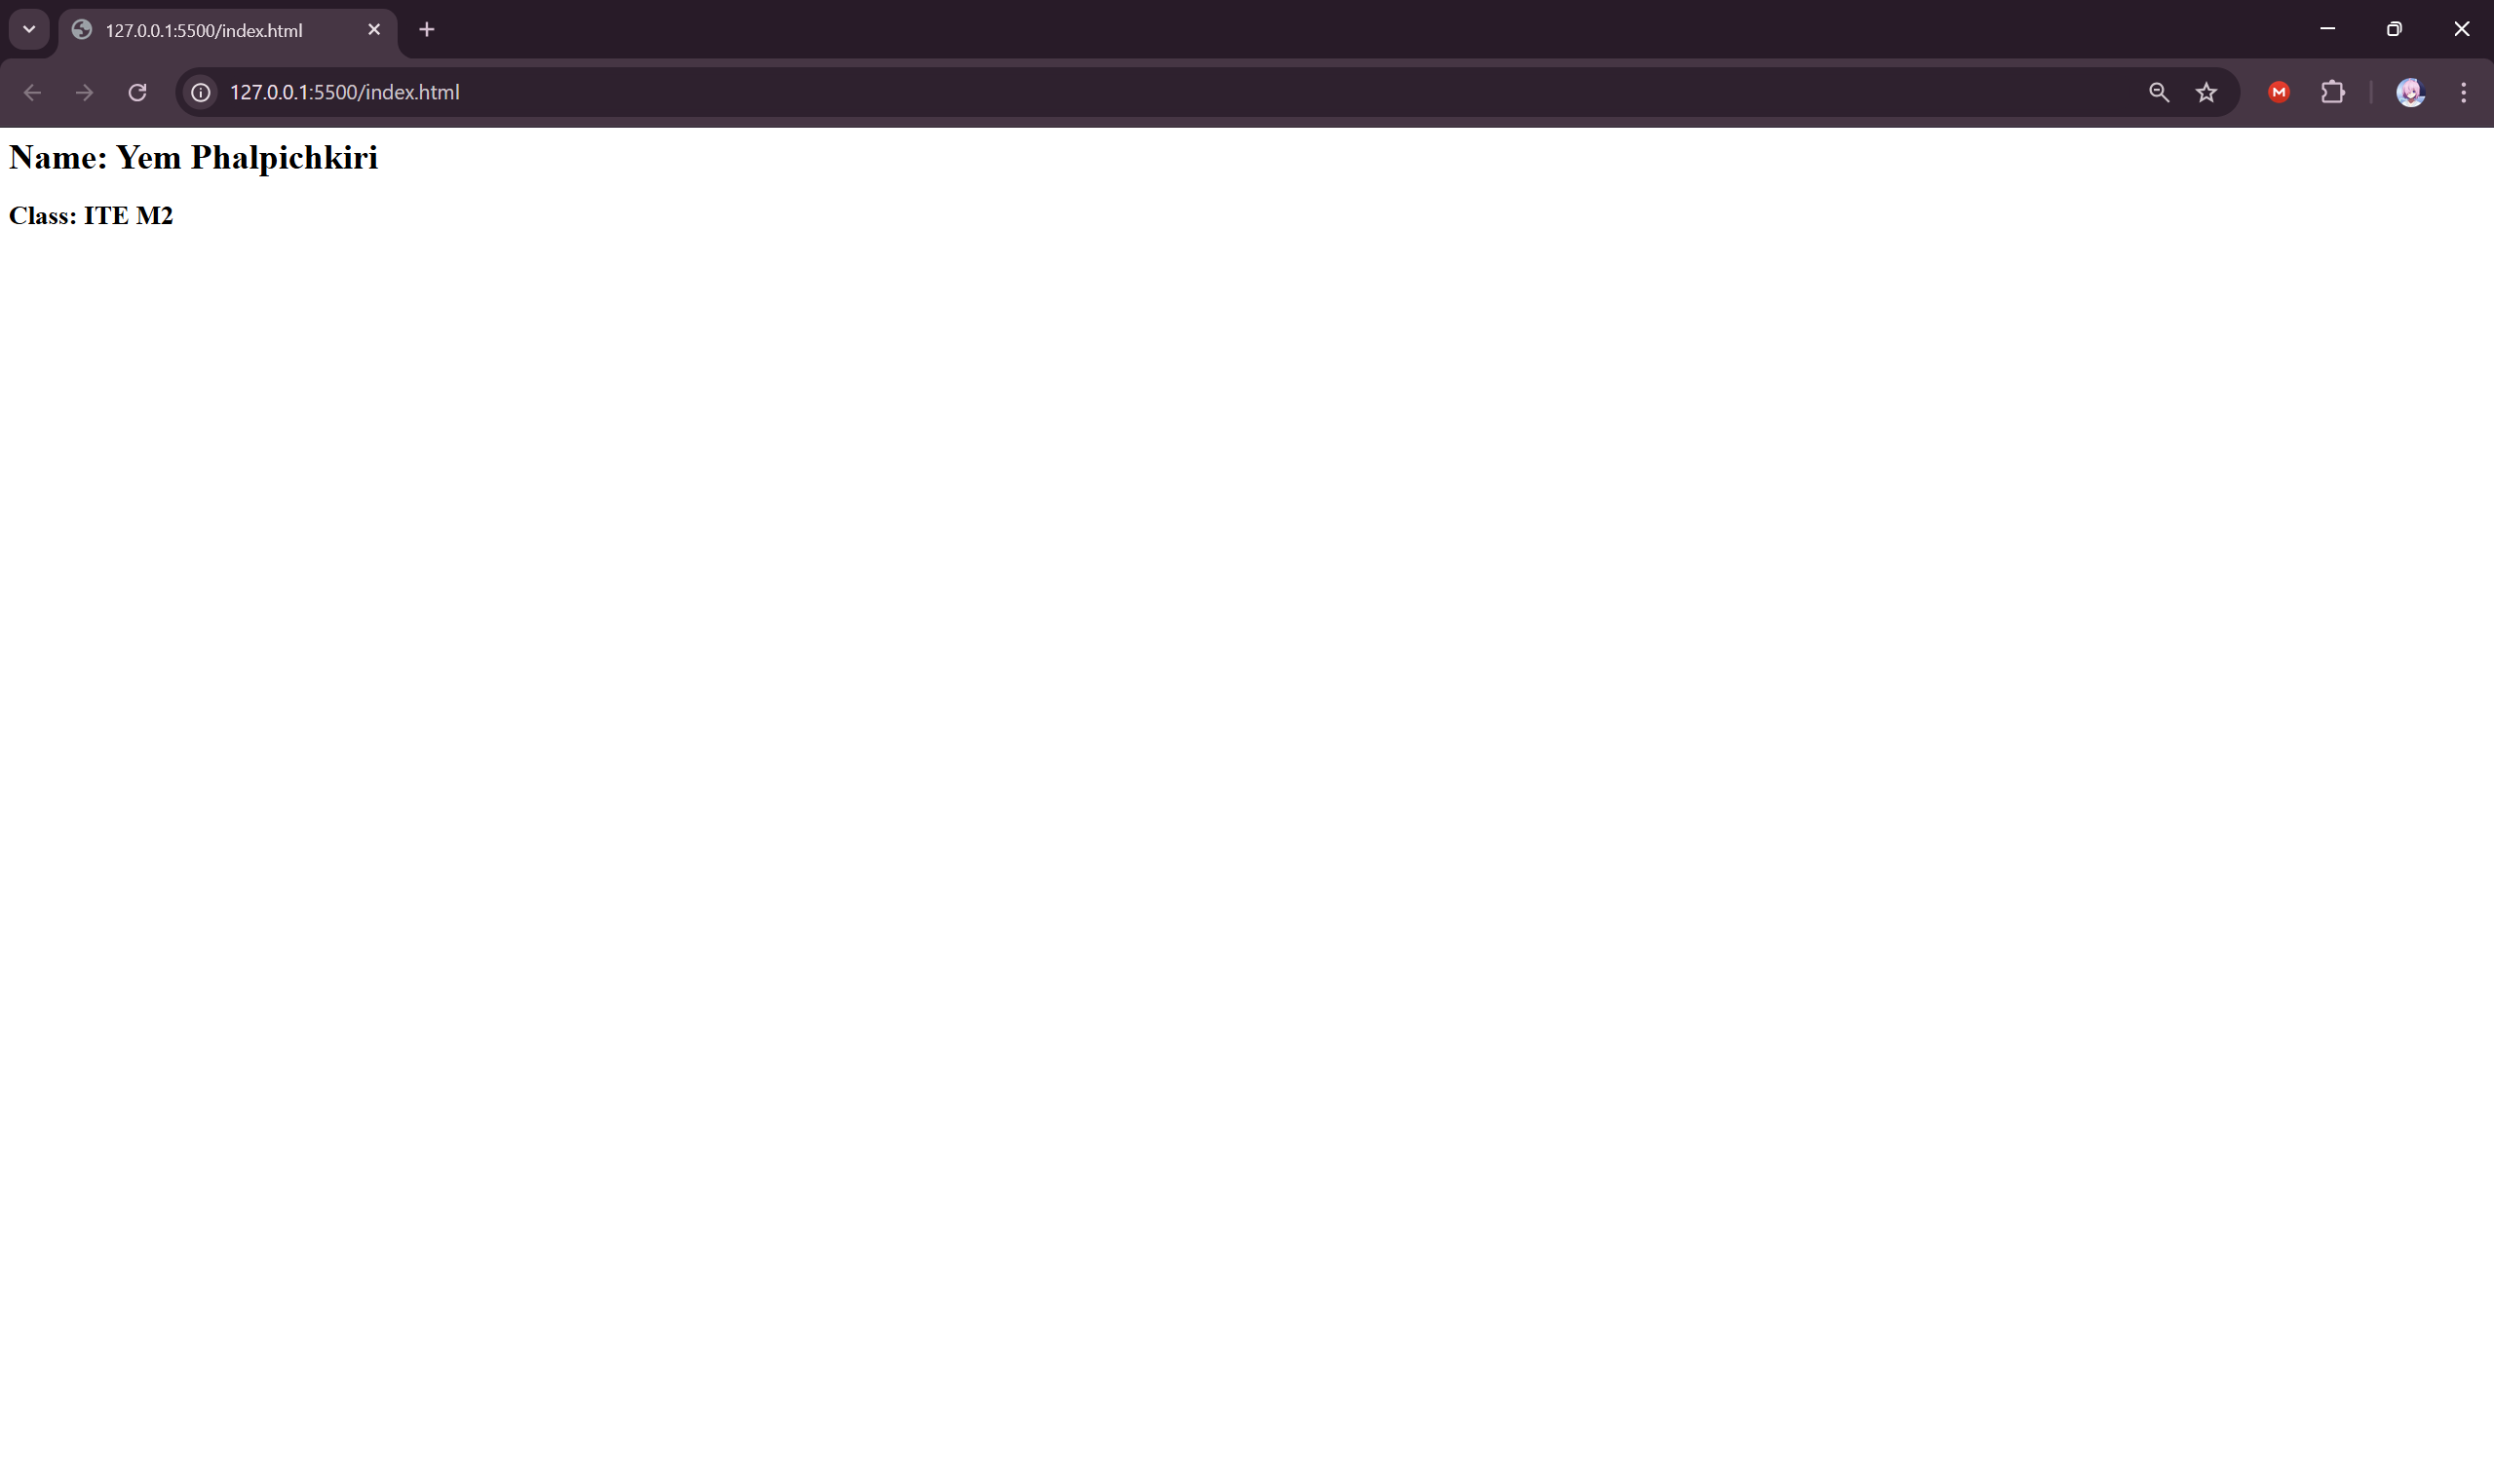 127.0.0.1:5500/index.html
127.0.0.1:5500/index.html
M
Name: Yem Phalpichkiri
Class: ITE M2